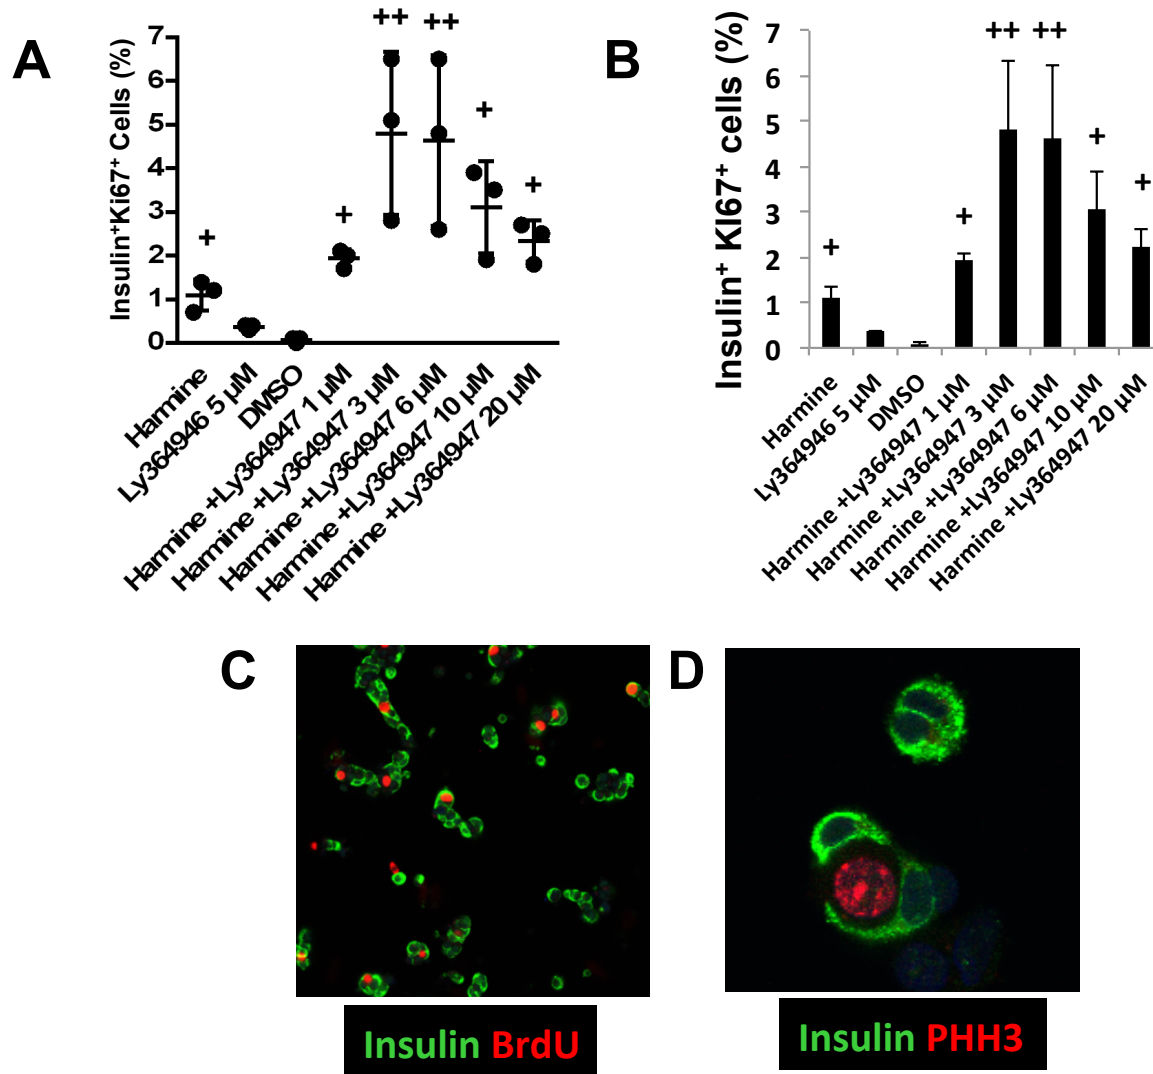 A
Insulin⁺Ki67⁺ Cells (%)
7
6
5
4
3
2
1
0
+
+
++
++
+
+
Harmine
Ly364946 5 µM
DMSO
Harmine +Ly364947 1 µM
Harmine +Ly364947 3 µM
Harmine +Ly364947 6 µM
Harmine +Ly364947 10 µM
Harmine +Ly364947 20 µM
B
Insulin⁺ KI67⁺ cells (%)
7
6
5
4
3
2
1
0
+
+
++
++
+
+
Harmine
Ly364946 5 µM
DMSO
Harmine +Ly364947 1 µM
Harmine +Ly364947 3 µM
Harmine +Ly364947 6 µM
Harmine +Ly364947 10 µM
Harmine +Ly364947 20 µM
C
Insulin BrdU
D
Insulin PHH3